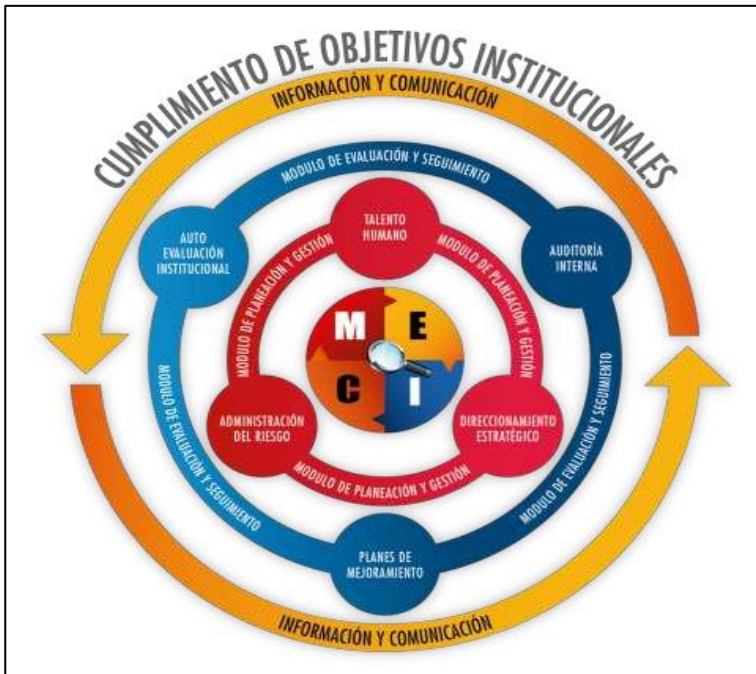 CUMPLIMIENTO DE OBJETIVOS INSTITUCIONALES
INFORMACIÓN Y COMUNICACIÓN
MODULO DE EVALUACIÓN Y SEGUIMIENTO
AUTO
EVALUACIÓN
INSTITUCIONAL
TALENTO
HUMANO
AUDITORÍA
INTERNA
MODULO DE PLANEACIÓN Y GESTIÓN
MODULO DE PLANEACIÓN Y GESTIÓN
M E
C I
ADMINISTRACIÓN
DEL RIESGO
DIRECCIONAMIENTO
ESTRATÉGICO
MODULO DE PLANEACIÓN Y GESTIÓN
MODULO DE EVALUACIÓN Y SEGUIMIENTO
MODULO DE EVALUACIÓN Y SEGUIMIENTO
PLANES DE
MEJORAMIENTO
INFORMACIÓN Y COMUNICACIÓN